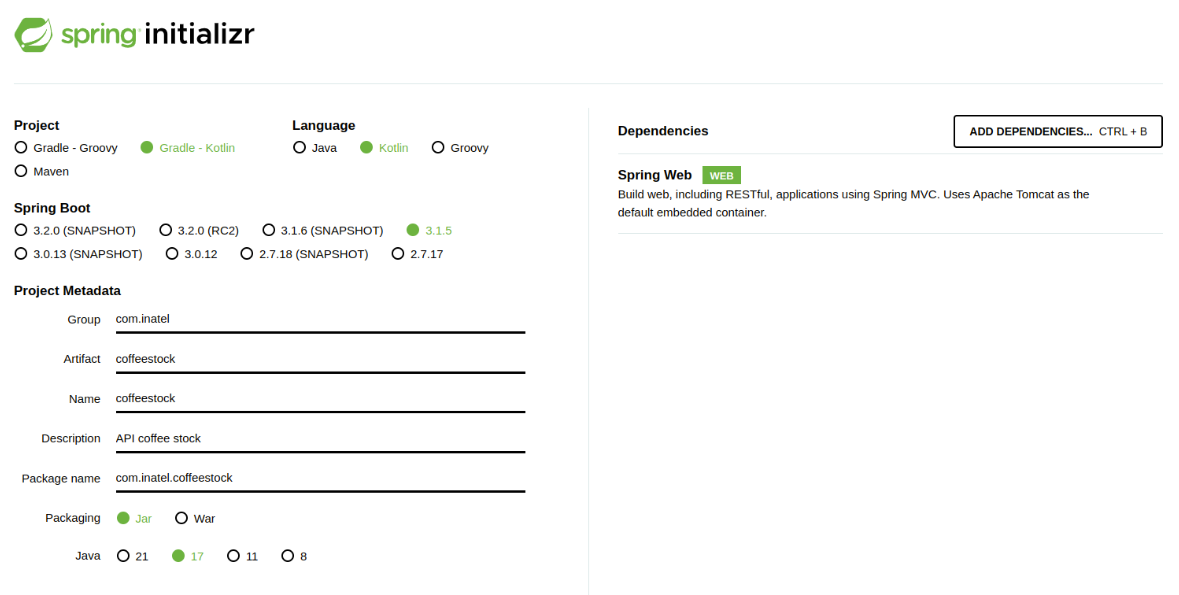 spring initializr
Project
Gradle - Groovy Gradle - Kotlin
Maven
Language
Java Kotlin Groovy
Spring Boot
3.2.0 (SNAPSHOT) 3.2.0 (RC2) 3.1.6 (SNAPSHOT) 3.1.5
3.0.13 (SNAPSHOT) 3.0.12 2.7.18 (SNAPSHOT) 2.7.17
Project Metadata
Group com.inatel
Artifact coffeestock
Name coffeestock
Description API coffee stock
Package name com.inatel.coffeestock
Packaging Jar War
Java 21 17 11 8
Dependencies ADD DEPENDENCIES... CTRL + B
Spring Web WEB
Build web, including RESTful, applications using Spring MVC. Uses Apache Tomcat as the
default embedded container.